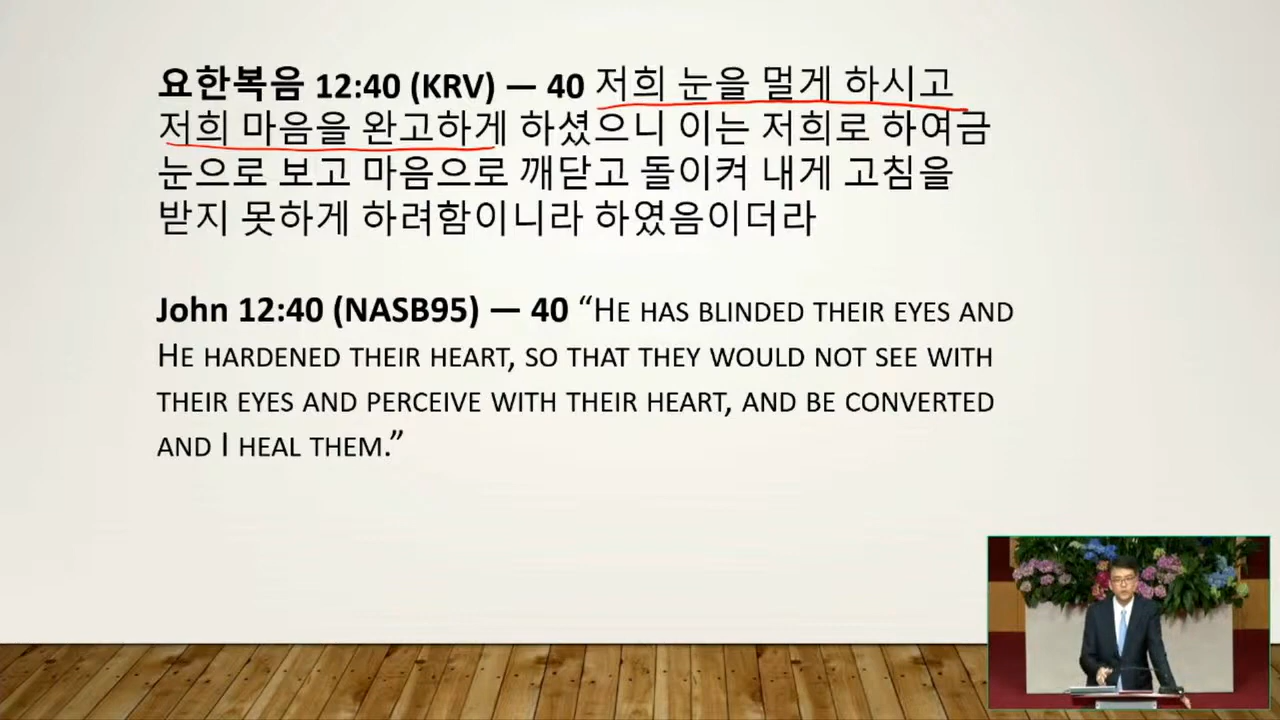 요한복음 12:40 (KRV) — 40 저희 눈을 멀게 하시고
저희 마음을 완고하게 하셨으니 이는 저희로 하여금
눈으로 보고 마음으로 깨닫고 돌이켜 내게 고침을
받지 못하게 하려함이니라 하였음이더라
John 12:40 (NASB95) — 40 “HE HAS BLINDED THEIR EYES AND
HE HARDENED THEIR HEART, SO THAT THEY WOULD NOT SEE WITH
THEIR EYES AND PERCEIVE WITH THEIR HEART, AND BE CONVERTED
AND I HEAL THEM.”